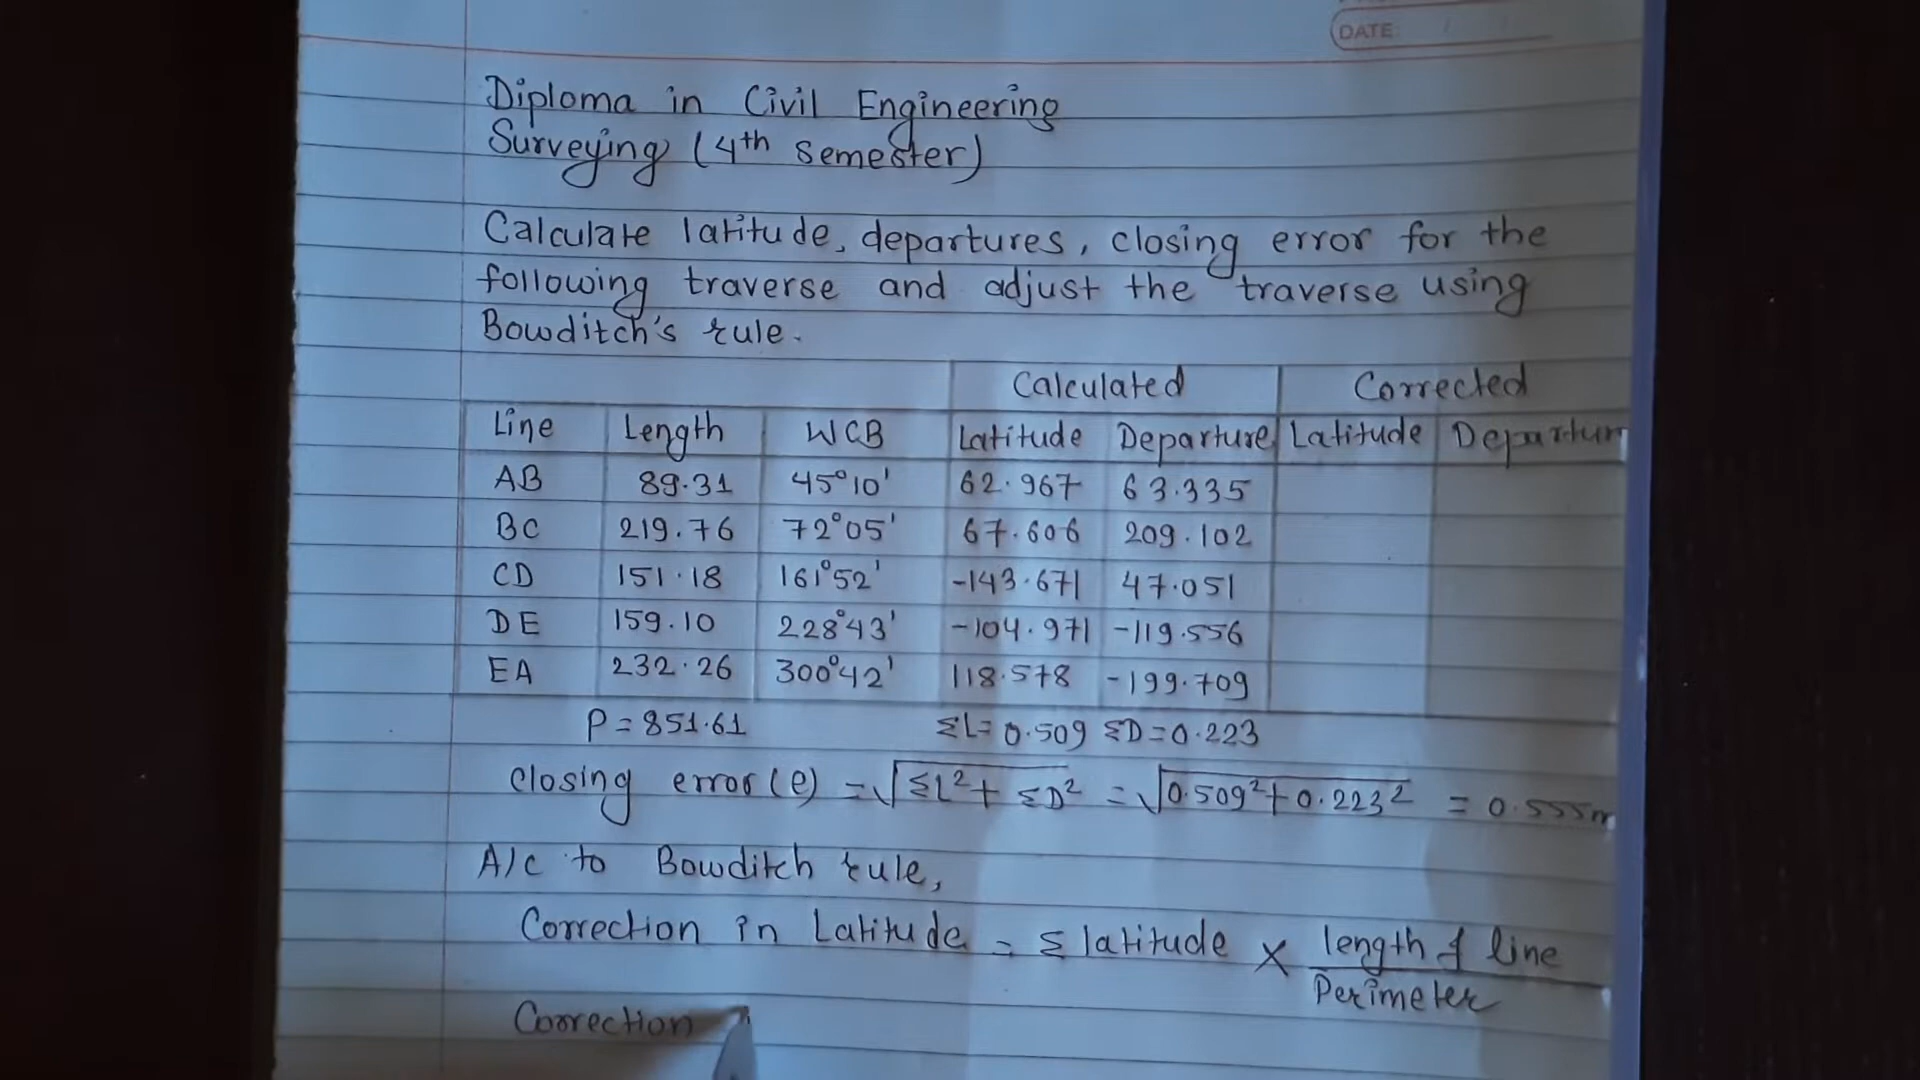 DATE
Diploma in Civil Engineering
Surveying (4th semester)
Calculate latitude, departures, closing error for the
following traverse and adjust the traverse using
Bowditch's rule.
Calculated Corrected
Line Length WCB Latitude Departure Latitude Departur
AB 89.31 45°10' 62.967 63.335
BC 219.76 72°05' 67.606 209.102
CD 151.18 161°52' -143.671 47.051
DE 159.10 228°43' -104.971 -119.556
EA 232.26 300°42' 118.578 -199.709
P = 851.61 ΣL= 0.509 ΣD=0.223
closing error (e) = √ΣL²+ ΣD² = √0.509²+0.223² = 0.555m
A/c to Bowditch rule,
Correction in Latitude = Σ latitude × length of line / Perimeter
Correction